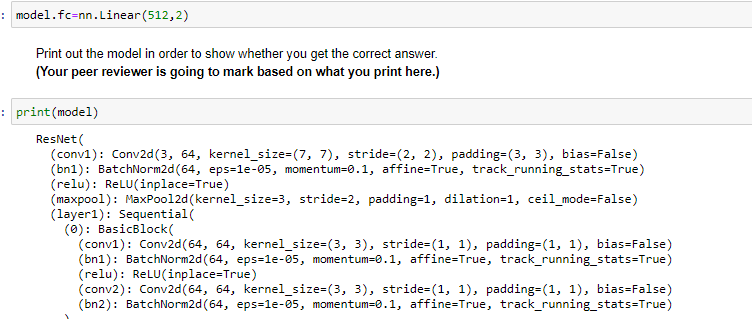 : model.fc=nn.Linear(512,2)
Print out the model in order to show whether you get the correct answer.
(Your peer reviewer is going to mark based on what you print here.)
: print(model)
ResNet(
  (conv1): Conv2d(3, 64, kernel_size=(7, 7), stride=(2, 2), padding=(3, 3), bias=False)
  (bn1): BatchNorm2d(64, eps=1e-05, momentum=0.1, affine=True, track_running_stats=True)
  (relu): ReLU(inplace=True)
  (maxpool): MaxPool2d(kernel_size=3, stride=2, padding=1, dilation=1, ceil_mode=False)
  (layer1): Sequential(
    (0): BasicBlock(
      (conv1): Conv2d(64, 64, kernel_size=(3, 3), stride=(1, 1), padding=(1, 1), bias=False)
      (bn1): BatchNorm2d(64, eps=1e-05, momentum=0.1, affine=True, track_running_stats=True)
      (relu): ReLU(inplace=True)
      (conv2): Conv2d(64, 64, kernel_size=(3, 3), stride=(1, 1), padding=(1, 1), bias=False)
      (bn2): BatchNorm2d(64, eps=1e-05, momentum=0.1, affine=True, track_running_stats=True)